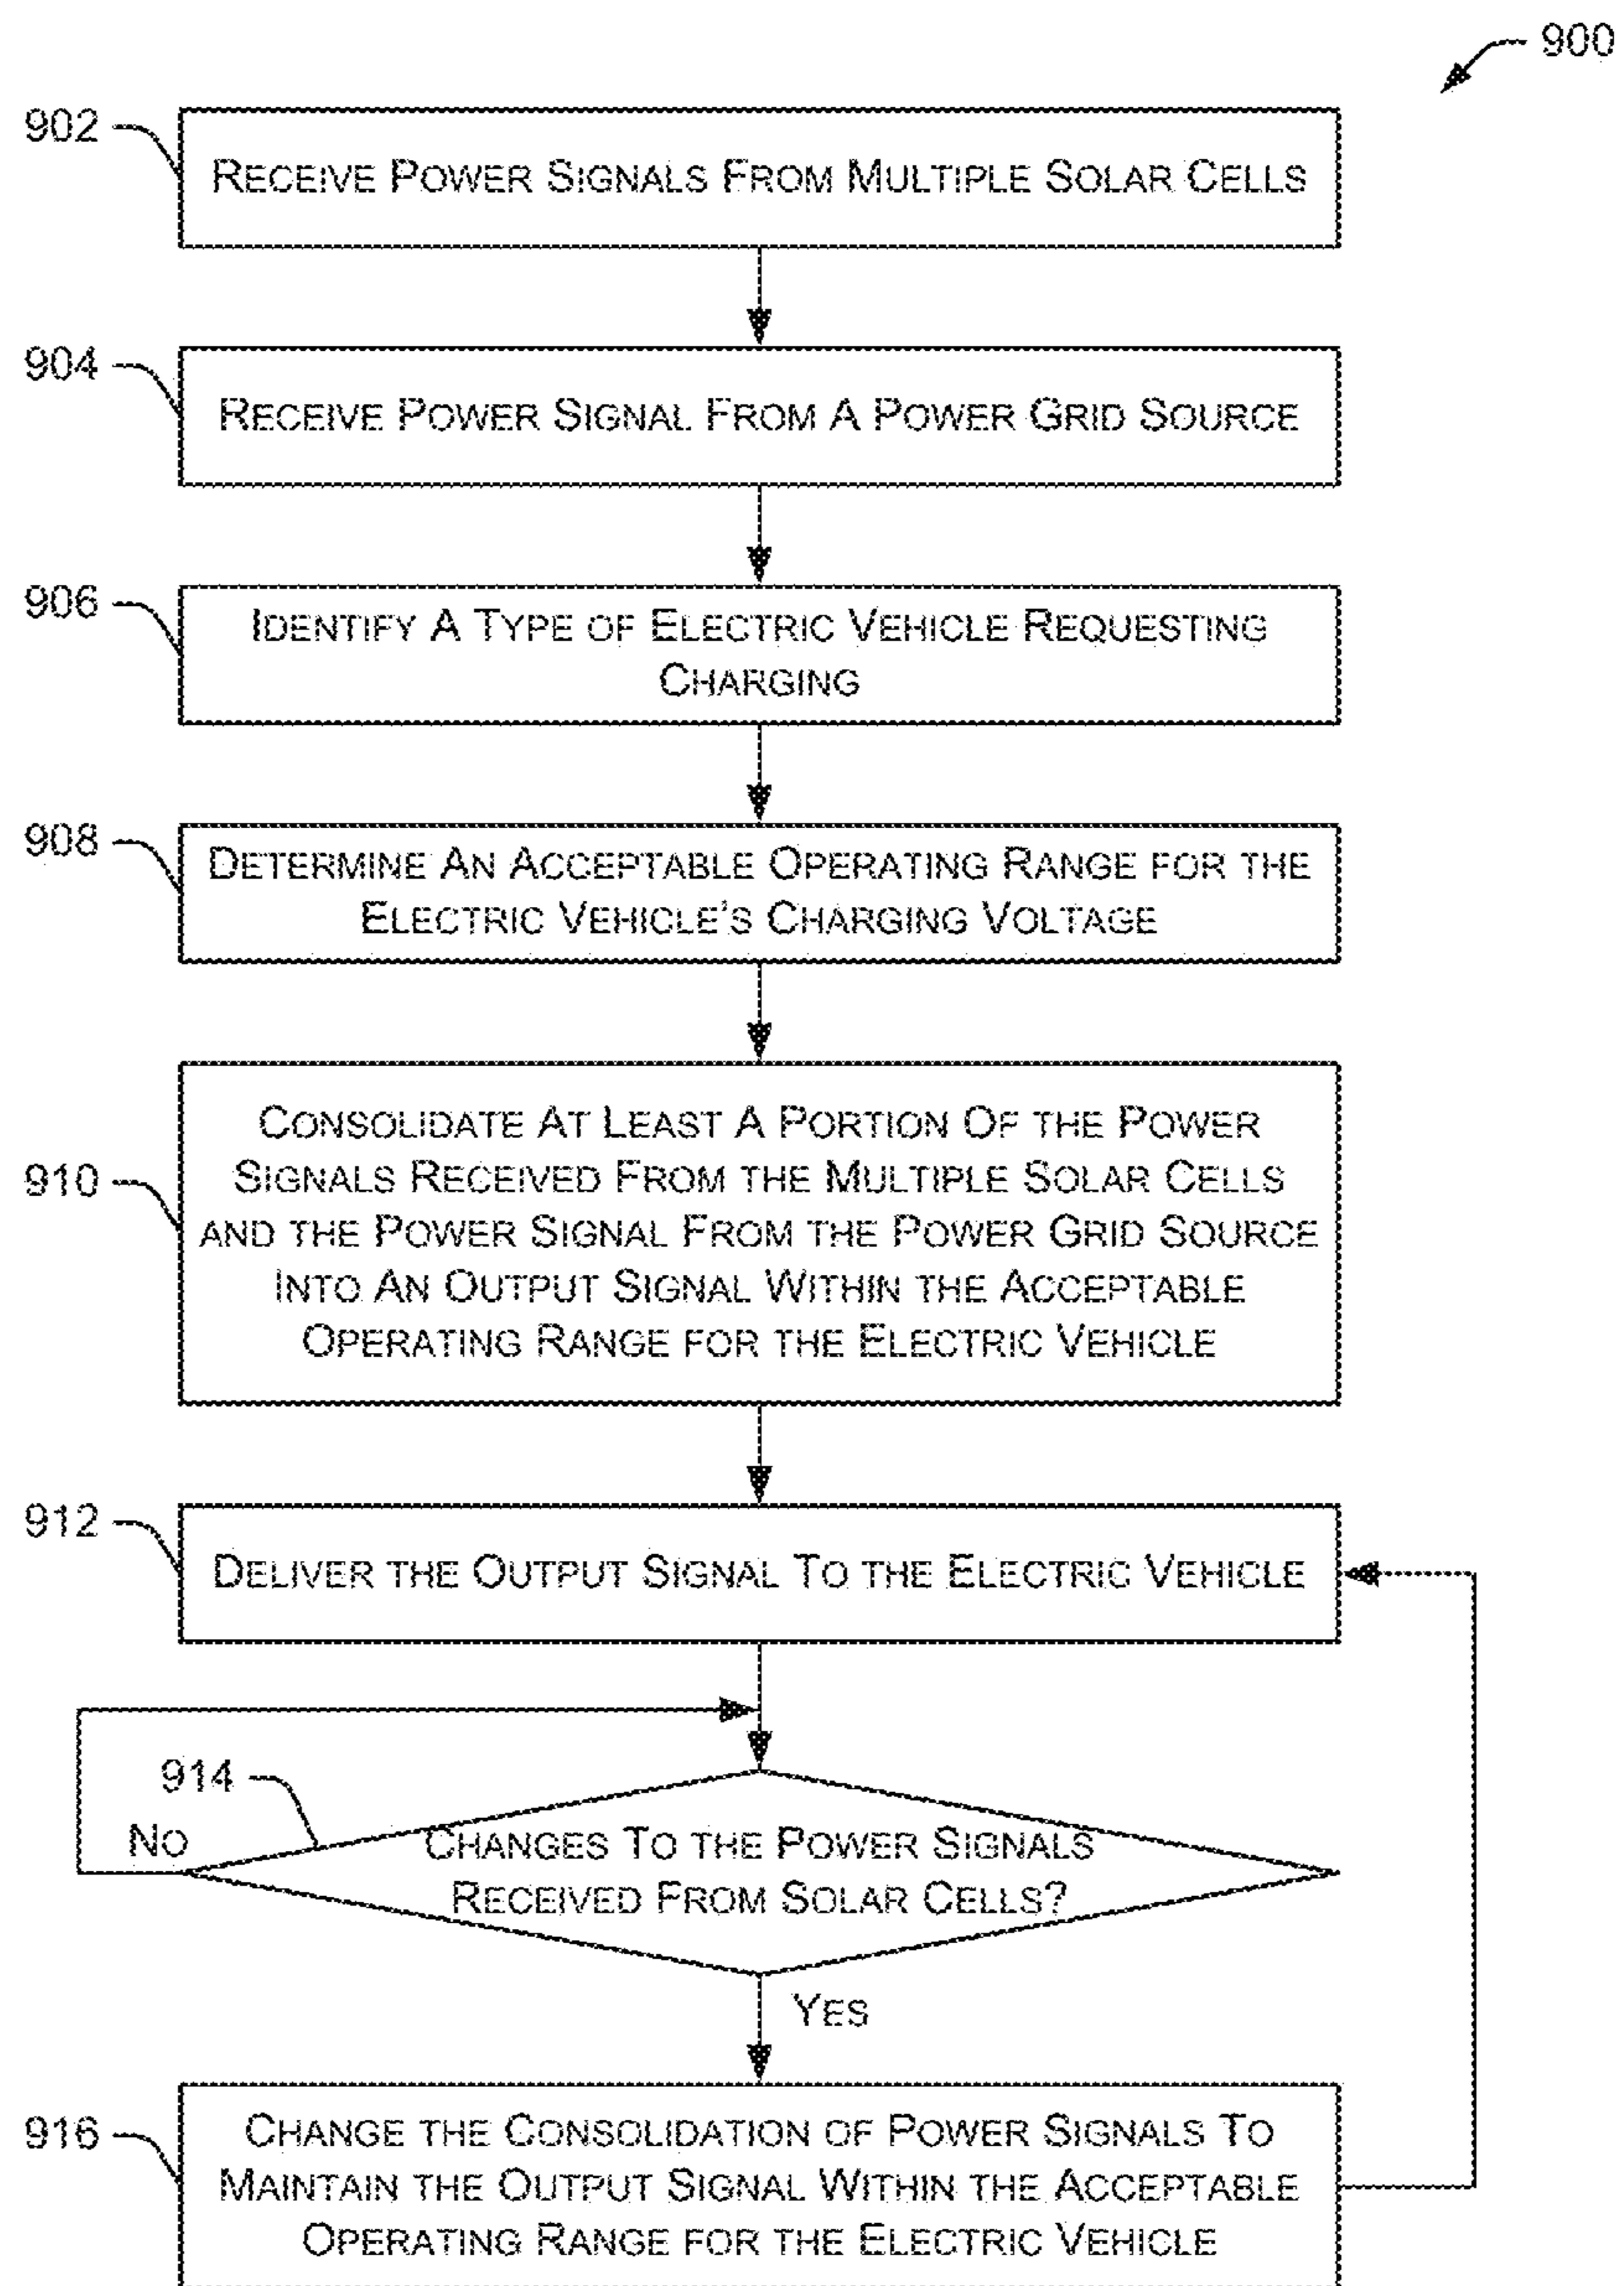 900
902
RECEIVE POWER SIGNALS FROM MULTIPLE SOLAR CELLS
904
RECEIVE POWER SIGNAL FROM A POWER GRID SOURCE
906
IDENTIFY A TYPE OF ELECTRIC VEHICLE REQUESTING
CHARGING
908
DETERMINE AN ACCEPTABLE OPERATING RANGE FOR THE
ELECTRIC VEHICLE'S CHARGING VOLTAGE
910
CONSOLIDATE AT LEAST A PORTION OF THE POWER
SIGNALS RECEIVED FROM THE MULTIPLE SOLAR CELLS
AND THE POWER SIGNAL FROM THE POWER GRID SOURCE
INTO AN OUTPUT SIGNAL WITHIN THE ACCEPTABLE
OPERATING RANGE FOR THE ELECTRIC VEHICLE
912
DELIVER THE OUTPUT SIGNAL TO THE ELECTRIC VEHICLE
914
NO
CHANGES TO THE POWER SIGNALS
RECEIVED FROM SOLAR CELLS?
YES
916
CHANGE THE CONSOLIDATION OF POWER SIGNALS TO
MAINTAIN THE OUTPUT SIGNAL WITHIN THE ACCEPTABLE
OPERATING RANGE FOR THE ELECTRIC VEHICLE